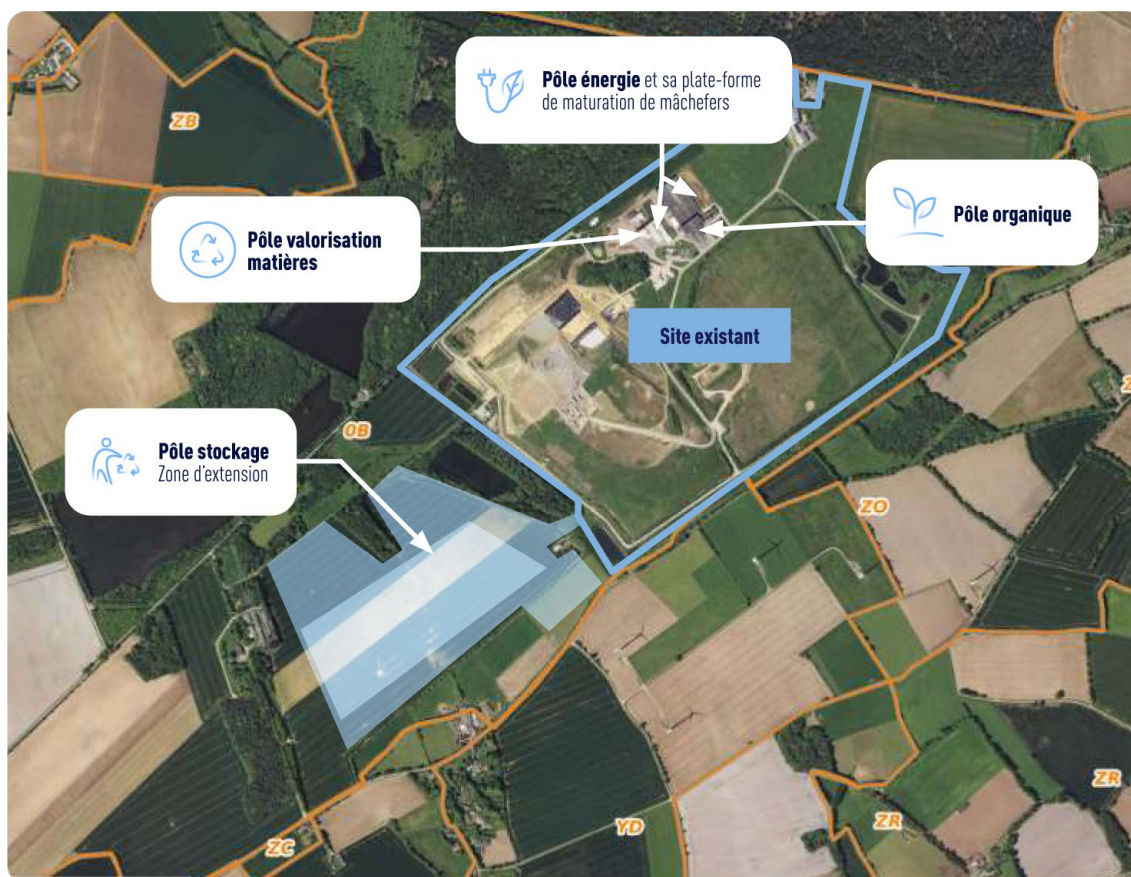 Pôle énergie et sa plate-forme
de maturation de mâchefers
ZB
Pôle organique
Pôle valorisation
matières
Site existant
OB
Pôle stockage
Zone d'extension
ZO
ZR
ZR
YD
ZC